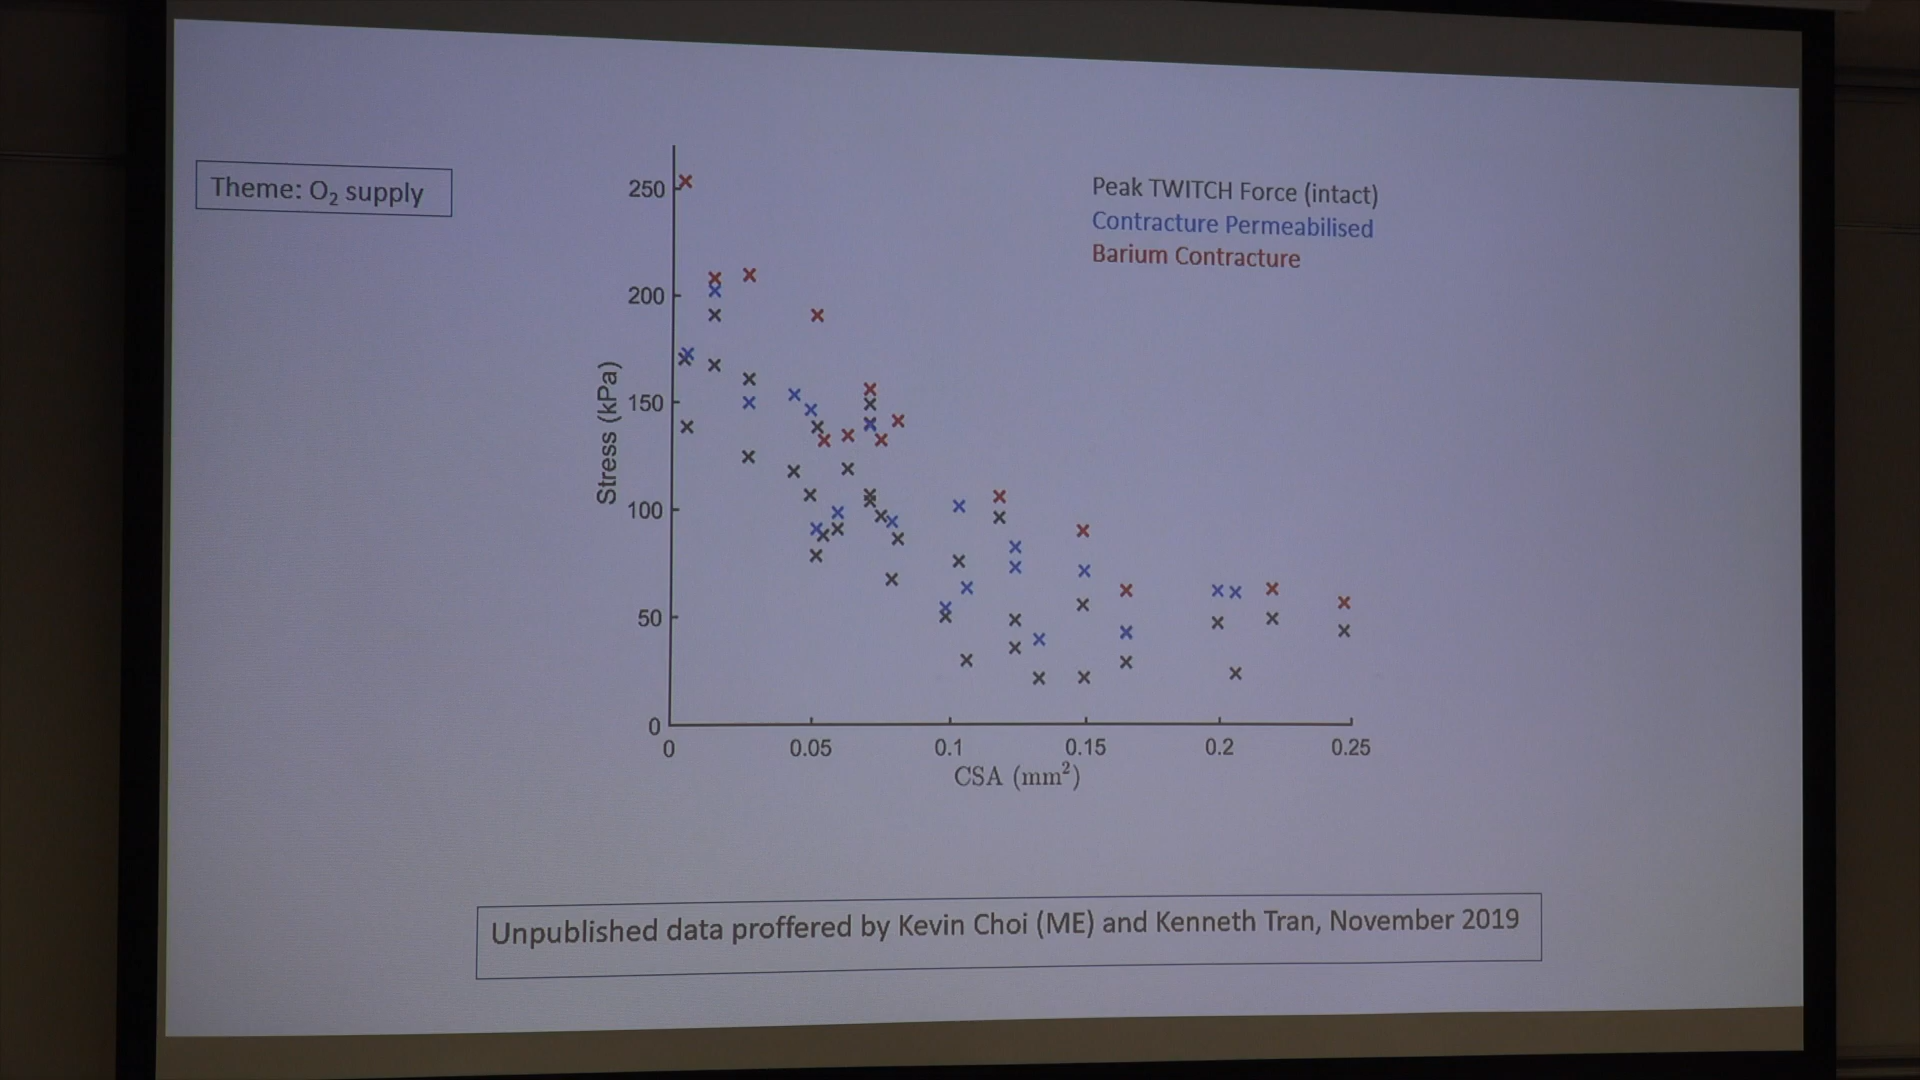 Theme: O₂ supply
Peak TWITCH Force (intact)
Contracture Permeabilised
Barium Contracture
250
200
150
100
50
0
Stress (kPa)
0 0.05 0.1 0.15 0.2 0.25
CSA (mm²)
Unpublished data proffered by Kevin Choi (ME) and Kenneth Tran, November 2019